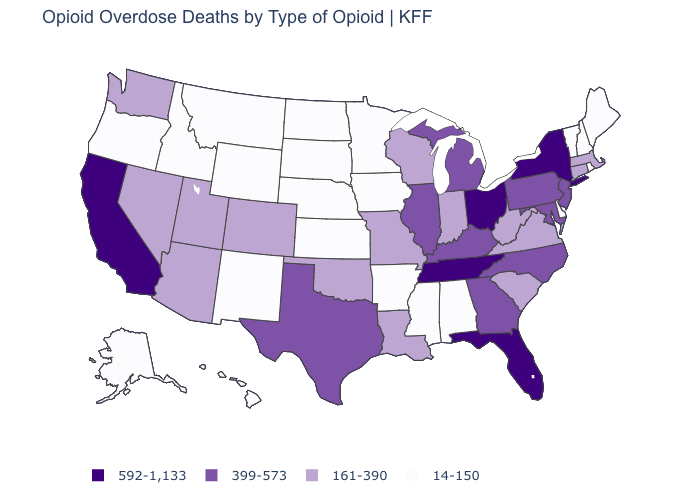 Opioid Overdose Deaths by Type of Opioid | KFF
592-1,133 399-573 161-390 14-150